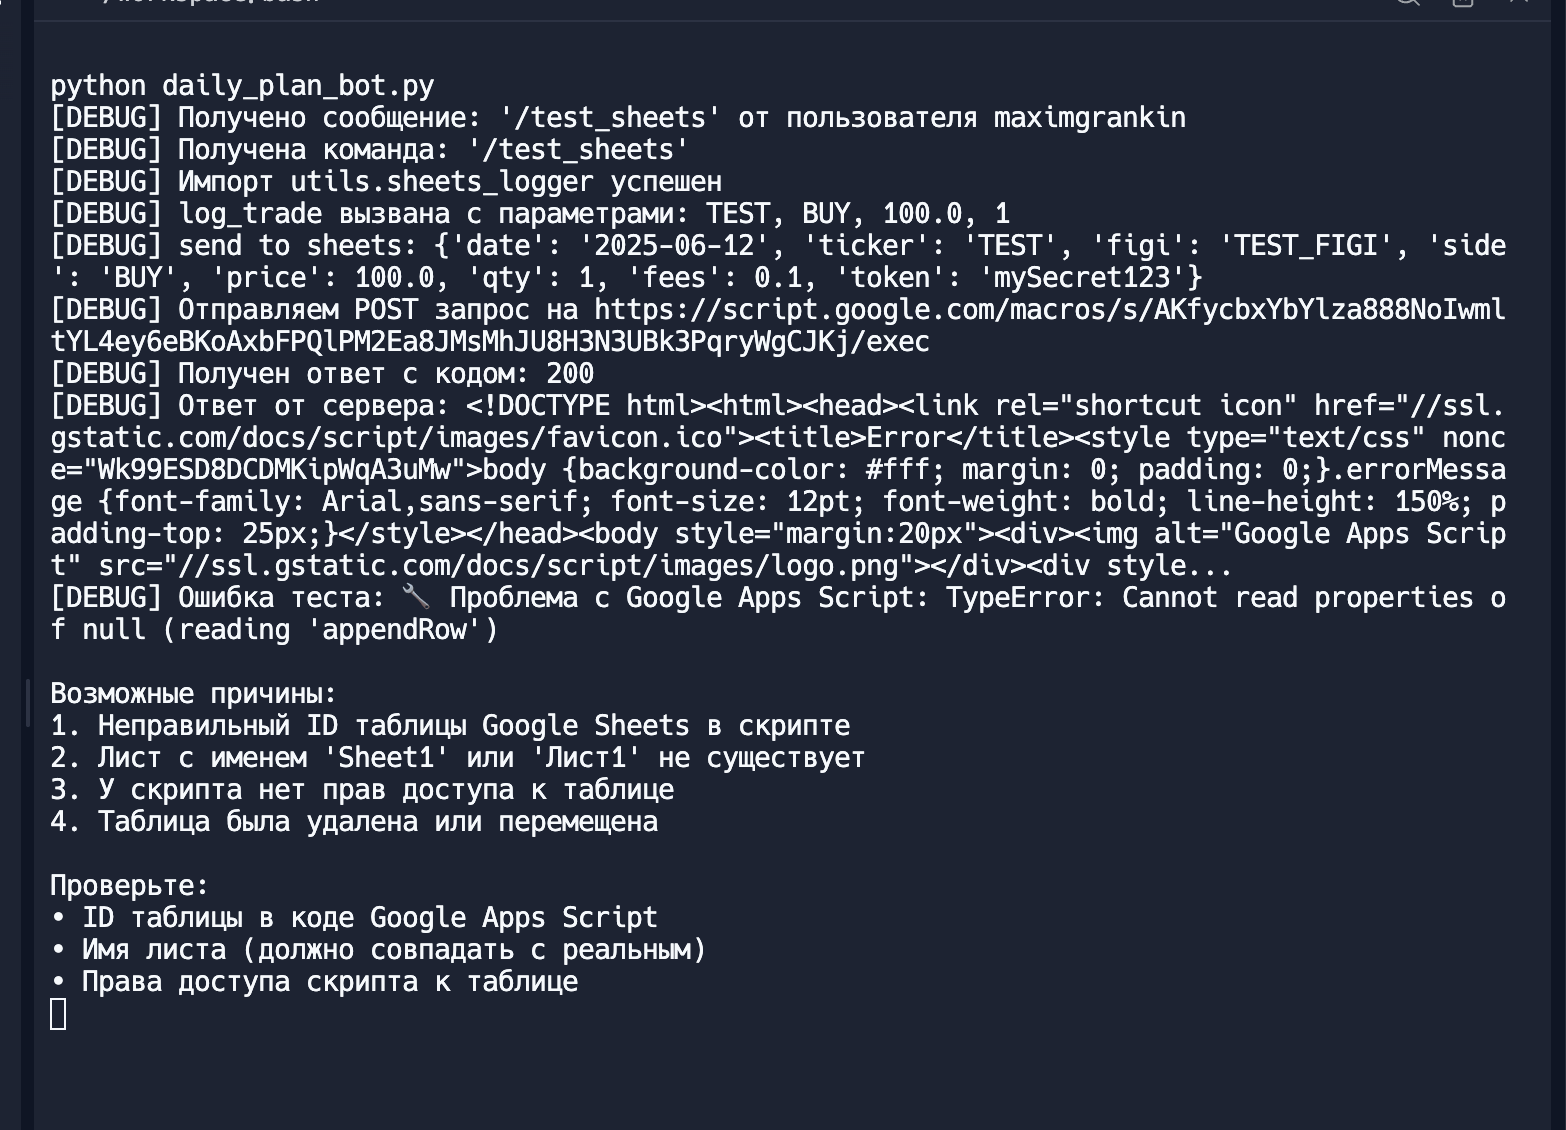 python daily_plan_bot.py
[DEBUG] Получено сообщение: '/test_sheets' от пользователя maximgrankin
[DEBUG] Получена команда: '/test_sheets'
[DEBUG] Импорт utils.sheets_logger успешен
[DEBUG] log_trade вызвана с параметрами: TEST, BUY, 100.0, 1
[DEBUG] send to sheets: {'date': '2025-06-12', 'ticker': 'TEST', 'figi': 'TEST_FIGI', 'side
': 'BUY', 'price': 100.0, 'qty': 1, 'fees': 0.1, 'token': 'mySecret123'}
[DEBUG] Отправляем POST запрос на https://script.google.com/macros/s/AKfycbxYbYlza888NoIwml
tYL4ey6eBKoAxbFPQlPM2Ea8JMsMhJU8H3N3UBk3PqryWgCJKj/exec
[DEBUG] Получен ответ с кодом: 200
[DEBUG] Ответ от сервера: <!DOCTYPE html><html><head><link rel="shortcut icon" href="//ssl.
gstatic.com/docs/script/images/favicon.ico"><title>Error</title><style type="text/css" nonc
e="Wk99ESD8DCDMKipWqA3uMw">body {background-color: #fff; margin: 0; padding: 0;}.errorMessa
ge {font-family: Arial,sans-serif; font-size: 12pt; font-weight: bold; line-height: 150%; p
adding-top: 25px;}</style></head><body style="margin:20px"><div><img alt="Google Apps Scrip
t" src="//ssl.gstatic.com/docs/script/images/logo.png"></div><div style...
[DEBUG] Ошибка теста: 🔧 Проблема с Google Apps Script: TypeError: Cannot read properties o
f null (reading 'appendRow')
Возможные причины:
1. Неправильный ID таблицы Google Sheets в скрипте
2. Лист с именем 'Sheet1' или 'Лист1' не существует
3. У скрипта нет прав доступа к таблице
4. Таблица была удалена или перемещена
Проверьте:
• ID таблицы в коде Google Apps Script
• Имя листа (должно совпадать с реальным)
• Права доступа скрипта к таблице